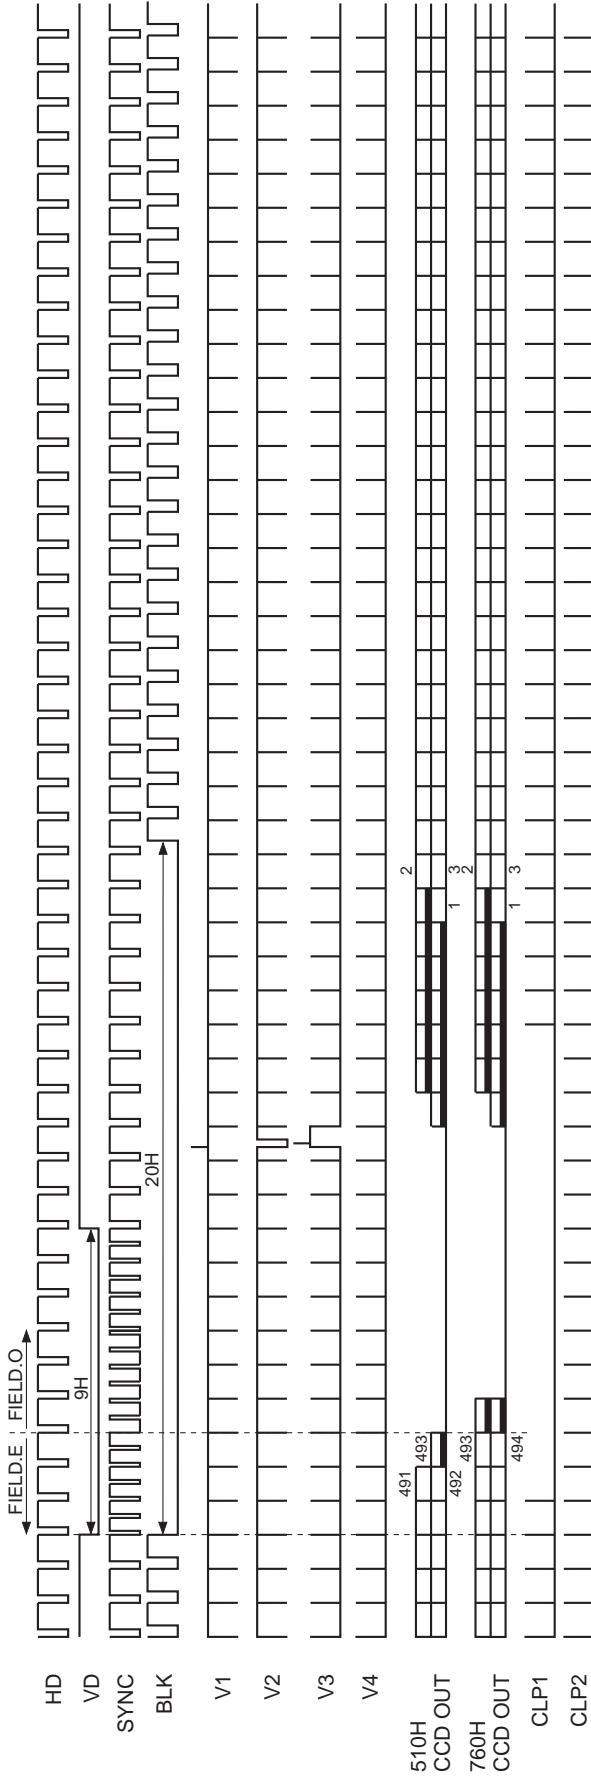 FIELD.E
FIELD.O
9H
20H
HD
VD
SYNC
BLK
V1
V2
V3
V4
510H
CCD OUT
491
493
492
2
1
3
760H
CCD OUT
493
494
2
1
3
CLP1
CLP2